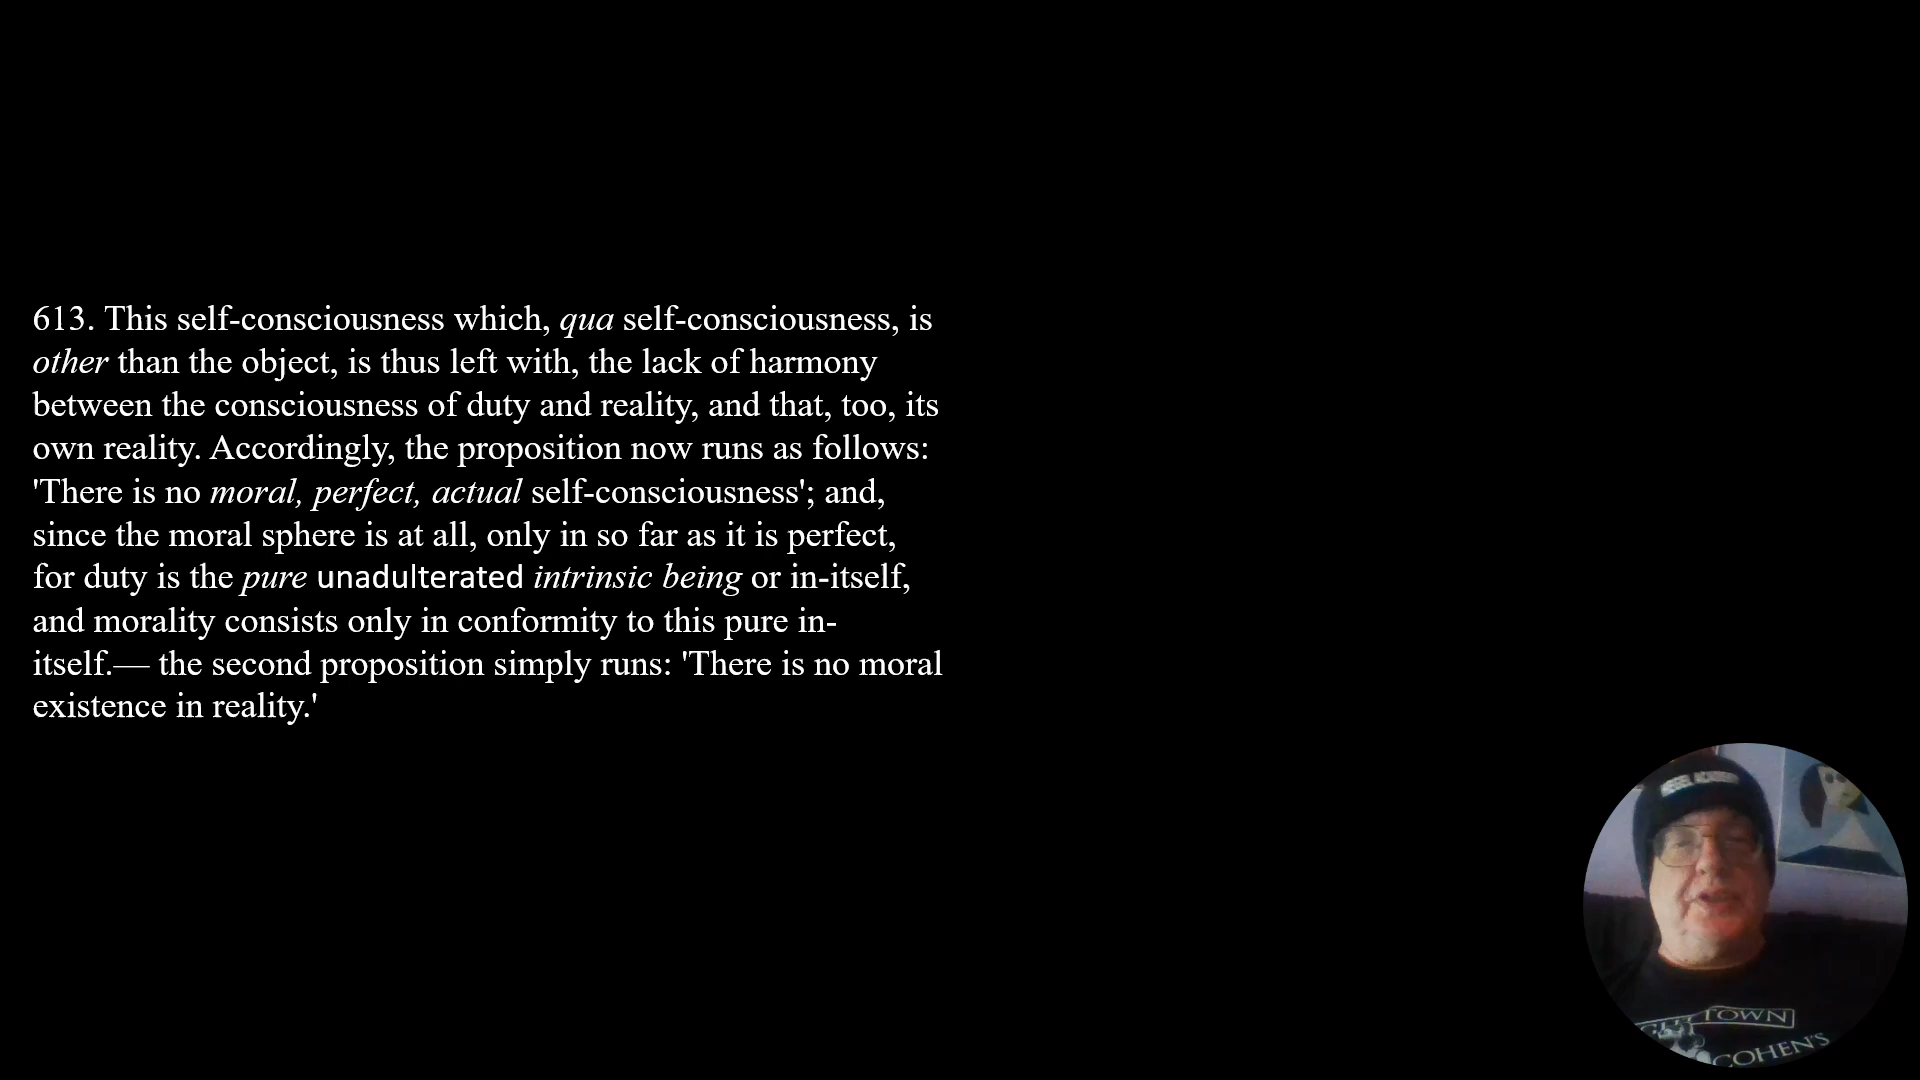 613. This self-consciousness which, qua self-consciousness, is
other than the object, is thus left with, the lack of harmony
between the consciousness of duty and reality, and that, too, its
own reality. Accordingly, the proposition now runs as follows:
'There is no moral, perfect, actual self-consciousness'; and,
since the moral sphere is at all, only in so far as it is perfect,
for duty is the pure unadulterated intrinsic being or in-itself,
and morality consists only in conformity to this pure in-
itself.— the second proposition simply runs: 'There is no moral
existence in reality.'
TOWN
COHEN'S